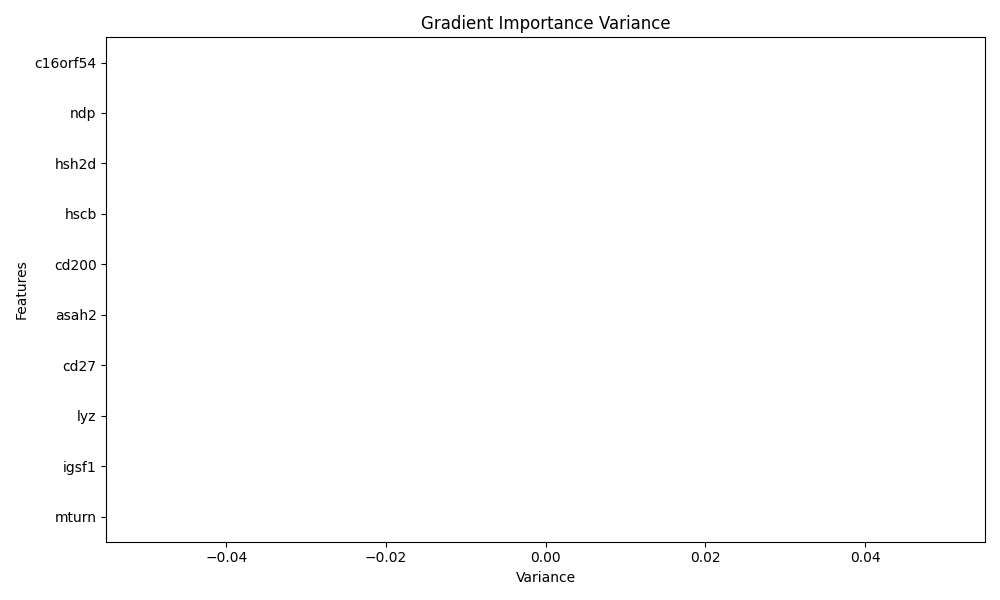 Gradient Importance Variance
c16orf54
ndp
hsh2d
hscb
cd200
asah2
cd27
lyz
igsf1
mturn
Features
−0.04 −0.02 0.00 0.02 0.04
Variance